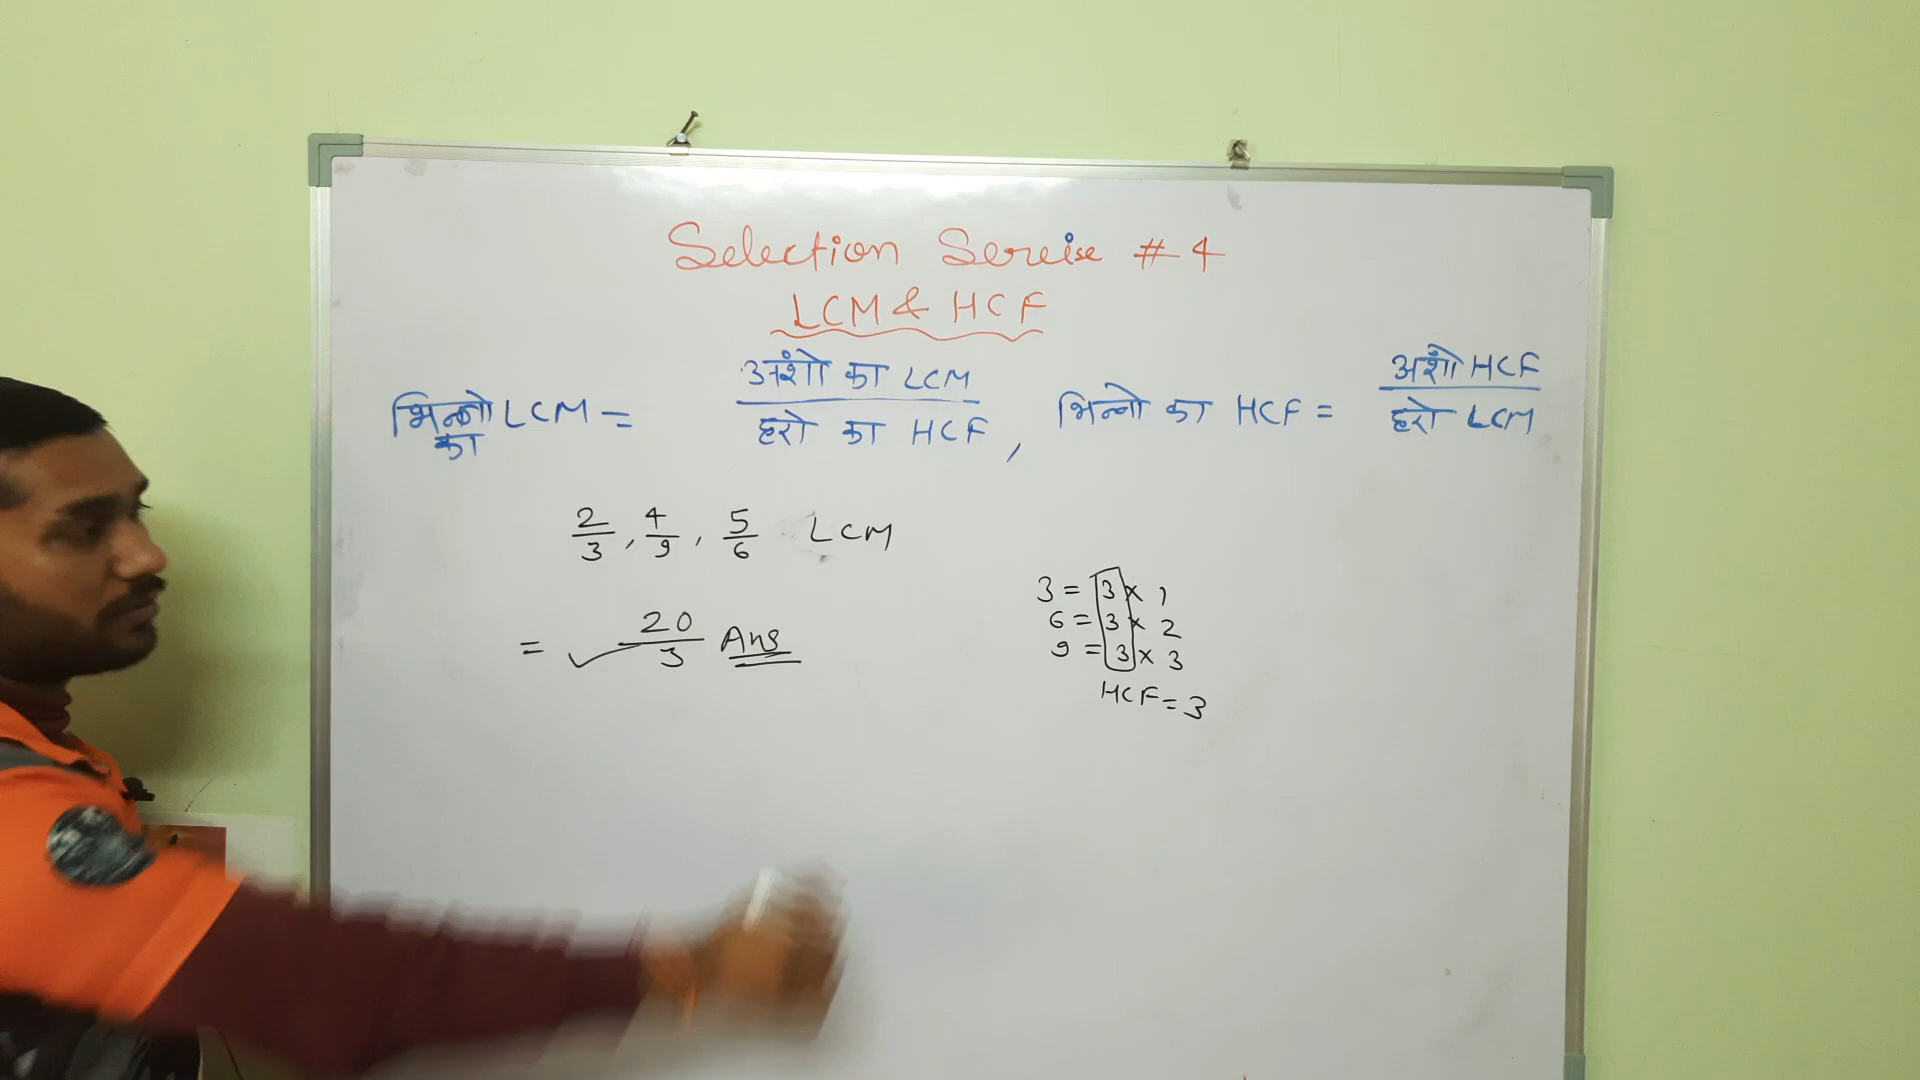 Selection Sereise # 4
LCM & HCF
भिन्नो का LCM = अंशो का LCM / हरो का HCF , भिन्नो का HCF = अंशो HCF / हरो LCM
2/3 , 4/9 , 5/6 LCM
= 20/3 Ans
3 = 3 x 1
6 = 3 x 2
9 = 3 x 3
HCF = 3